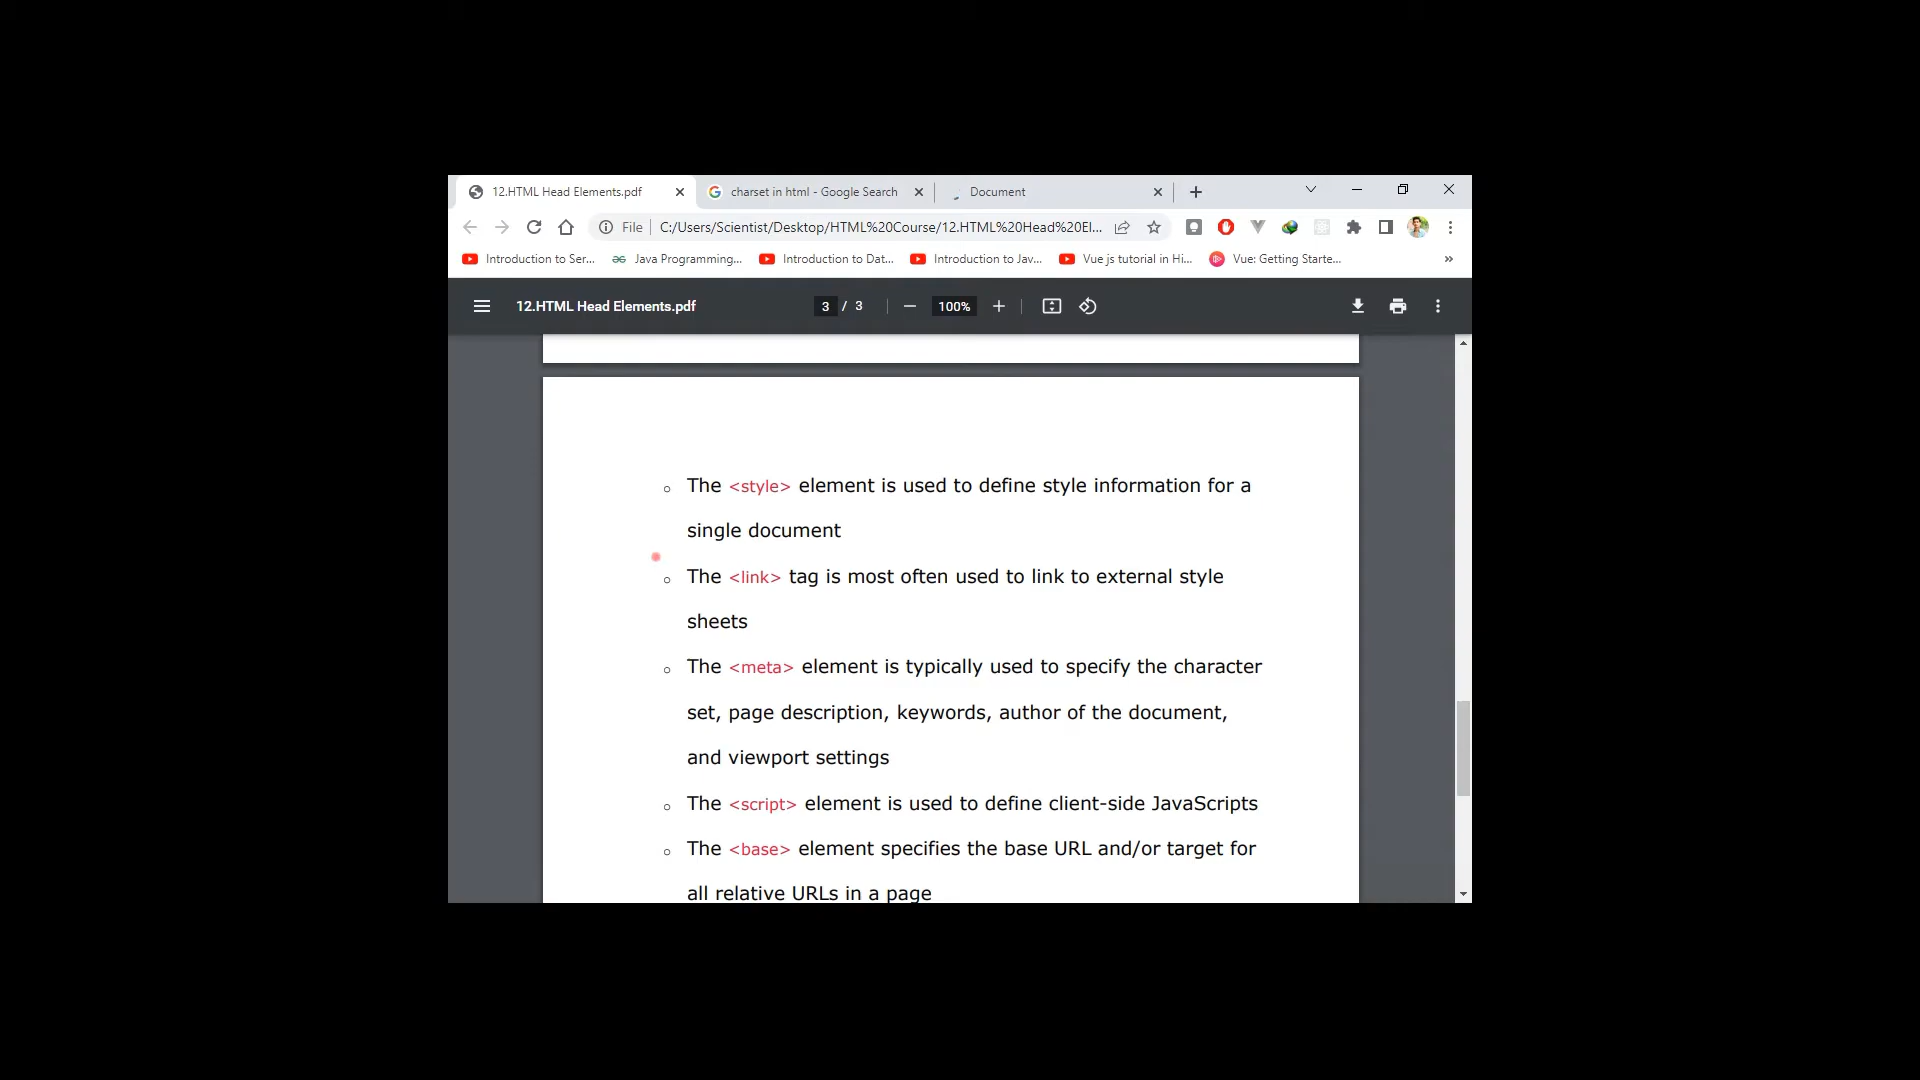 12.HTML Head Elements.pdf
charset in html - Google Search
Document
File
C:/Users/Scientist/Desktop/HTML%20Course/12.HTML%20Head%20El...
Introduction to Ser...
Java Programming...
Introduction to Dat...
Introduction to Jav...
Vue js tutorial in Hi...
Vue: Getting Starte...
»
12.HTML Head Elements.pdf
3 / 3
100%
The <style> element is used to define style information for a
single document
The <link> tag is most often used to link to external style
sheets
The <meta> element is typically used to specify the character
set, page description, keywords, author of the document,
and viewport settings
The <script> element is used to define client-side JavaScripts
The <base> element specifies the base URL and/or target for
all relative URLs in a page